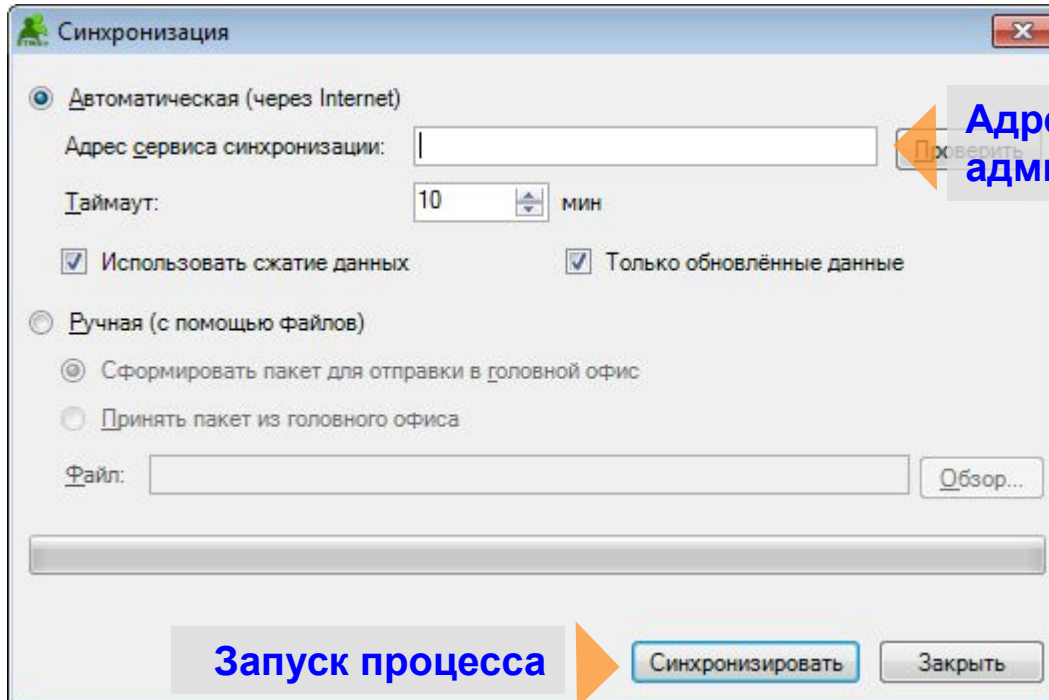 Синхронизация
Автоматическая (через Internet)
Адрес сервиса синхронизации:
Проверить
Таймаут: 10 мин
Использовать сжатие данных Только обновлённые данные
Ручная (с помощью файлов)
Сформировать пакет для отправки в головной офис
Принять пакет из головного офиса
Файл: Обзор...
Запуск процесса Синхронизировать Закрыть